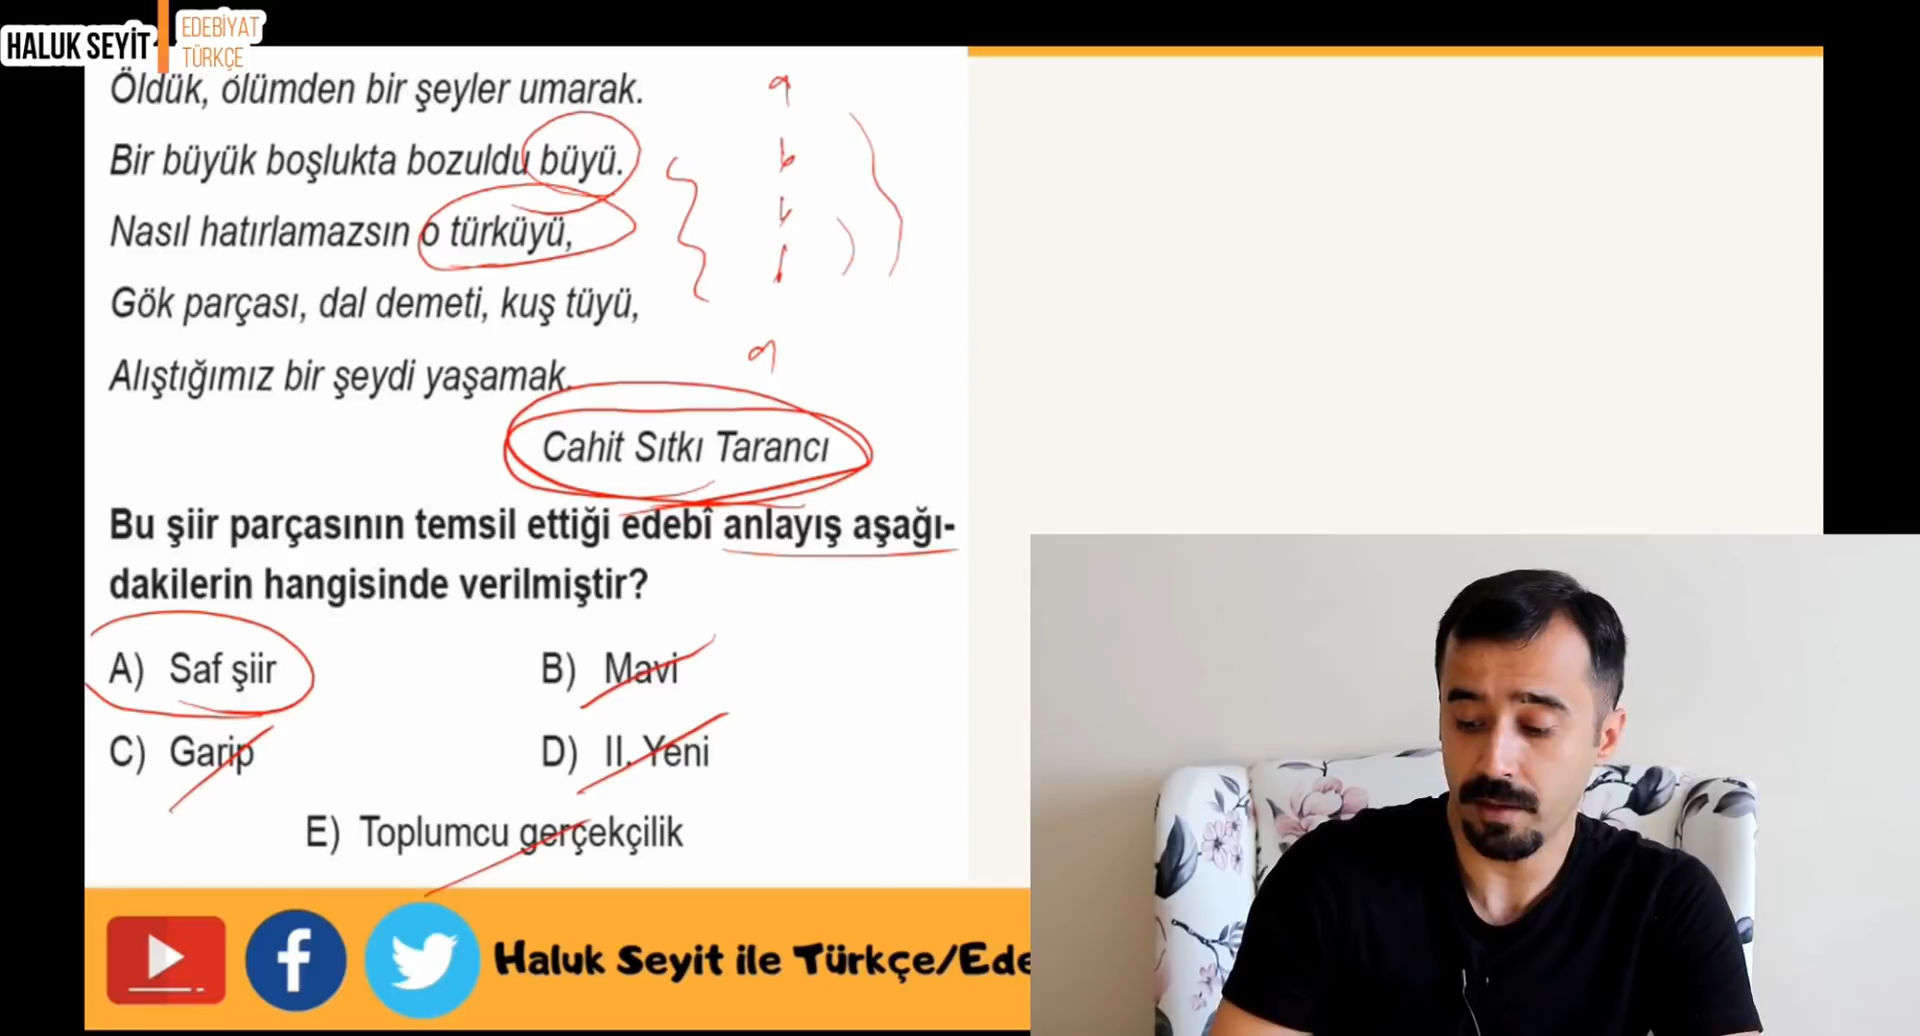 HALUK SEYİT
EDEBİYAT
TÜRKÇE
Öldük, ölümden bir şeyler umarak.
Bir büyük boşlukta bozuldu büyü.
Nasıl hatırlamazsın o türküyü,
Gök parçası, dal demeti, kuş tüyü,
Alıştığımız bir şeydi yaşamak.
a
b
b
a
Cahit Sıtkı Tarancı
Bu şiir parçasının temsil ettiği edebî anlayış aşağı-
dakilerin hangisinde verilmiştir?
A) Saf şiir
B) Mavi
C) Garip
D) II. Yeni
E) Toplumcu gerçekçilik
Haluk Seyit ile Türkçe/Ede